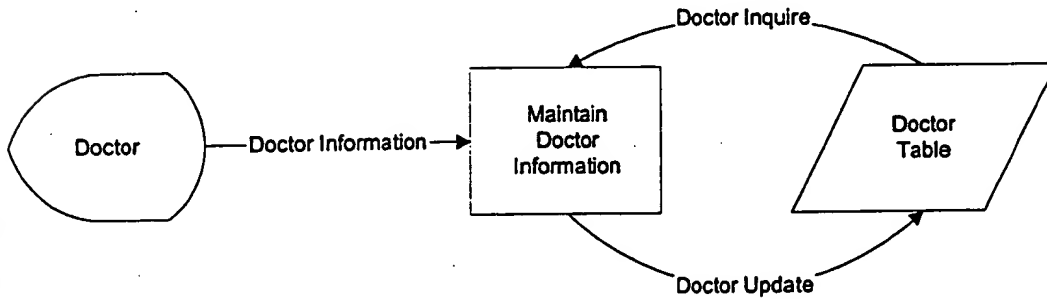 Doctor Inquire
Doctor
Doctor Information
Maintain
Doctor
Information
Doctor
Table
Doctor Update